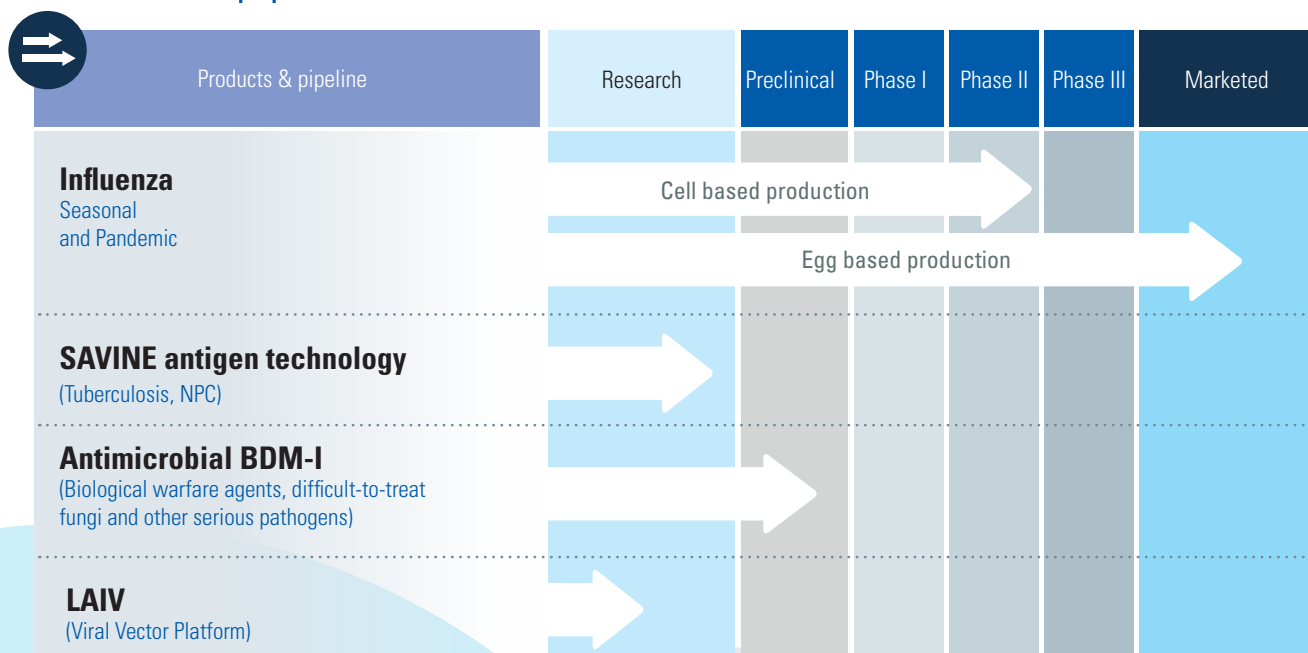 Products & pipeline
Research
Preclinical
Phase I
Phase II
Phase III
Marketed
Influenza
Seasonal
and Pandemic
Cell based production
Egg based production
SAVINE antigen technology
(Tuberculosis, NPC)
Antimicrobial BDM-I
(Biological warfare agents, difficult-to-treat
fungi and other serious pathogens)
LAIV
(Viral Vector Platform)